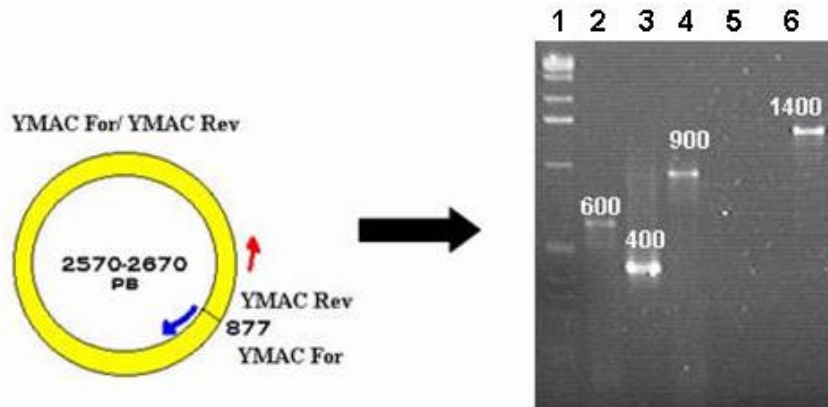 YMAC For/ YMAC Rev
2570-2670
PB
YMAC Rev
877
YMAC For
1 2 3 4 5 6
1400
900
600
400